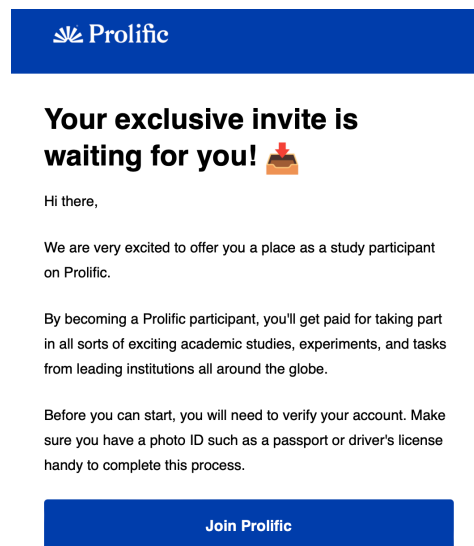 Prolific
Your exclusive invite is
waiting for you! 📥
Hi there,
We are very excited to offer you a place as a study participant
on Prolific.
By becoming a Prolific participant, you'll get paid for taking part
in all sorts of exciting academic studies, experiments, and tasks
from leading institutions all around the globe.
Before you can start, you will need to verify your account. Make
sure you have a photo ID such as a passport or driver's license
handy to complete this process.
Join Prolific